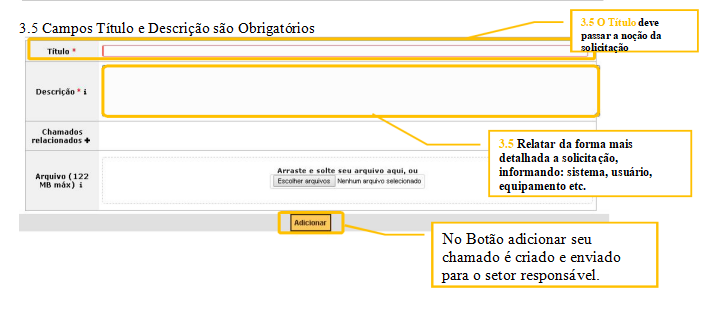 3.5 Campos Título e Descrição são Obrigatórios
3.5 O Título deve
passar a noção da
solicitação
Título *
Descrição * i
3.5 Relatar da forma mais
detalhada a solicitação,
informando: sistema, usuário,
equipamento etc.
Chamados
relacionados +
Arquivo (122
MB máx) i
Arraste e solte seu arquivo aqui, ou
Escolher arquivos Nenhum arquivo selecionado
Adicionar
No Botão adicionar seu
chamado é criado e enviado
para o setor responsável.